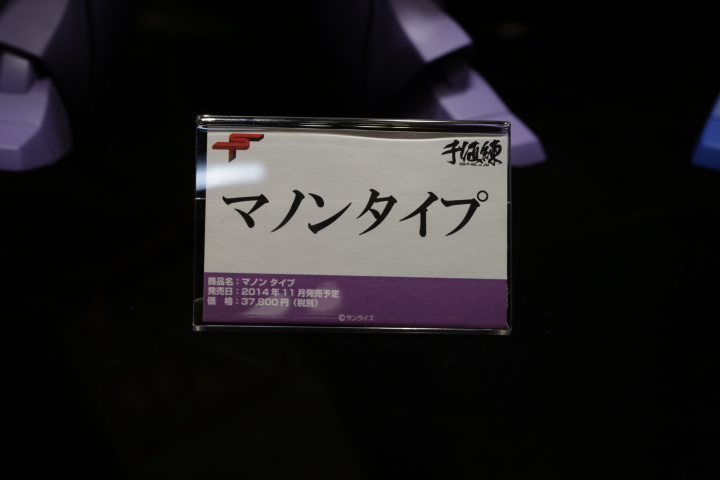 手値練
マノンタイプ
商品名：マノン タイプ
発売日：2014年11月発売予定
価　格：37,800円（税別）
©サンライズ